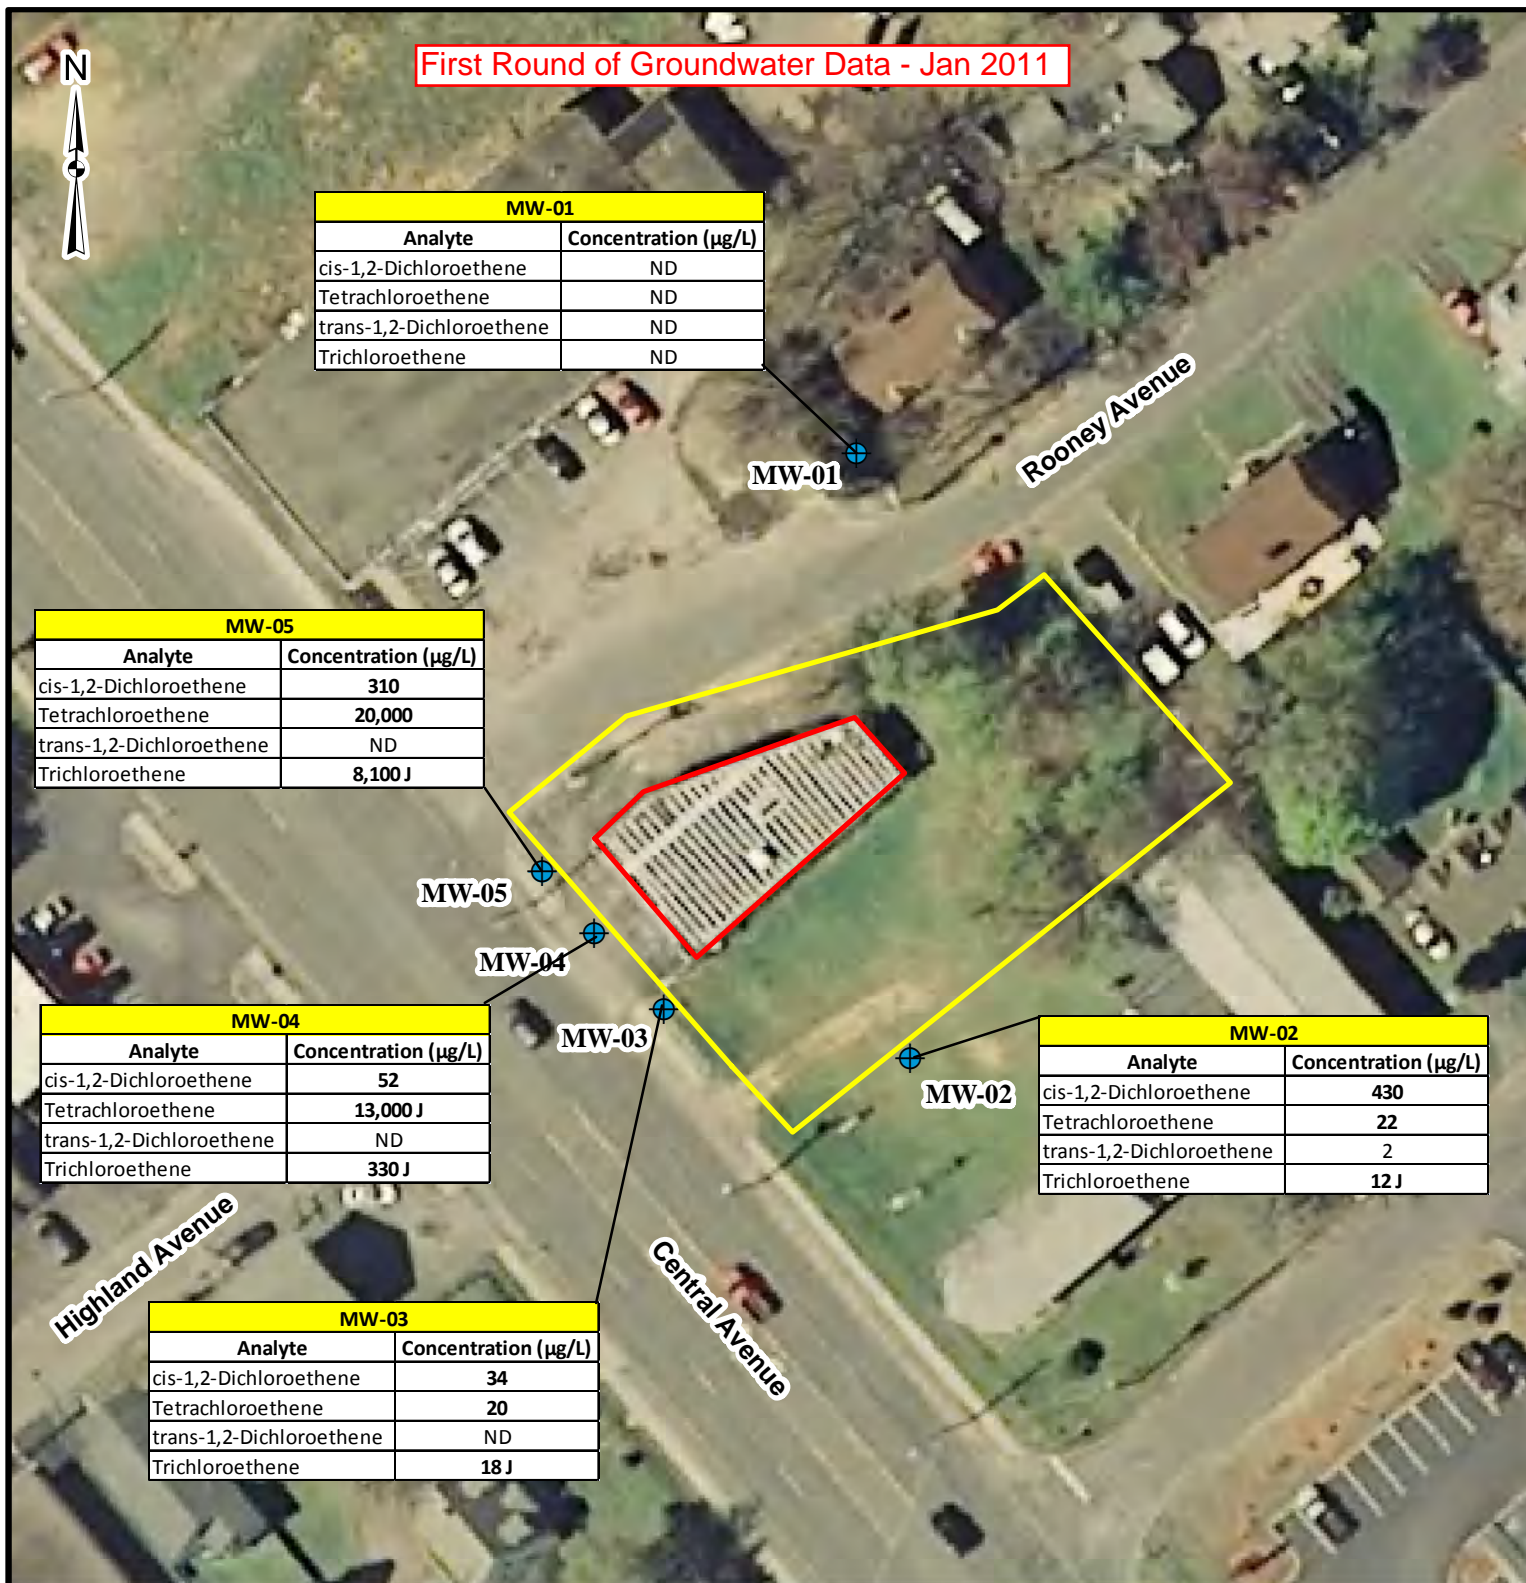 First Round of Groundwater Data - Jan 2011
N
MW-01
Analyte Concentration (µg/L)
cis-1,2-Dichloroethene ND
Tetrachloroethene ND
trans-1,2-Dichloroethene ND
Trichloroethene ND
MW-01
Rooney Avenue
MW-05
Analyte Concentration (µg/L)
cis-1,2-Dichloroethene 310
Tetrachloroethene 20,000
trans-1,2-Dichloroethene ND
Trichloroethene 8,100 J
MW-05
MW-04
MW-04
Analyte Concentration (µg/L)
cis-1,2-Dichloroethene 52
Tetrachloroethene 13,000 J
trans-1,2-Dichloroethene ND
Trichloroethene 330 J
MW-03
MW-02
MW-02
Analyte Concentration (µg/L)
cis-1,2-Dichloroethene 430
Tetrachloroethene 22
trans-1,2-Dichloroethene 2
Trichloroethene 12 J
Highland Avenue
Central Avenue
MW-03
Analyte Concentration (µg/L)
cis-1,2-Dichloroethene 34
Tetrachloroethene 20
trans-1,2-Dichloroethene ND
Trichloroethene 18 J